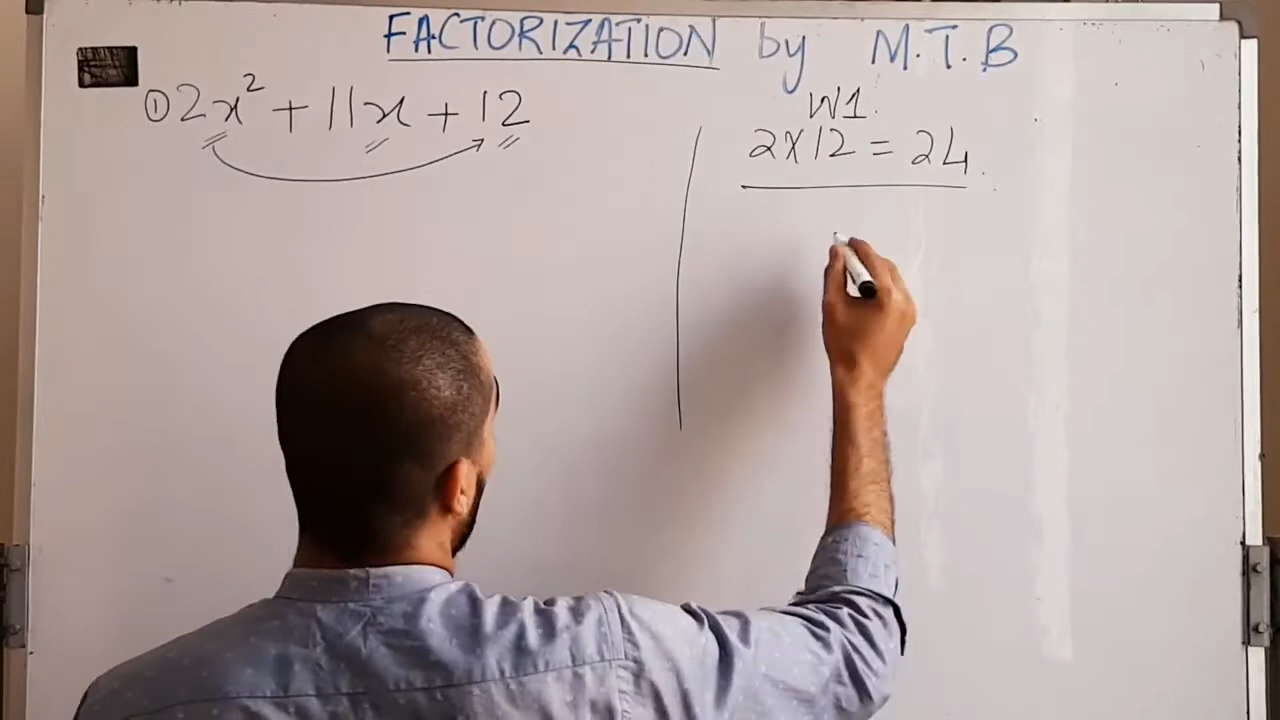 FACTORIZATION by M.T.B
① 2x² + 11x + 12
W1.
2×12 = 24.